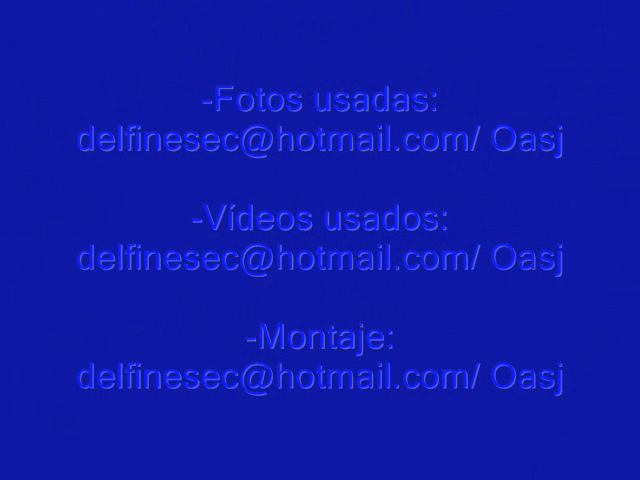 -Fotos usadas:
delfinesec@hotmail.com/ Oasj
-Vídeos usados:
delfinesec@hotmail.com/ Oasj
-Montaje:
delfinesec@hotmail.com/ Oasj